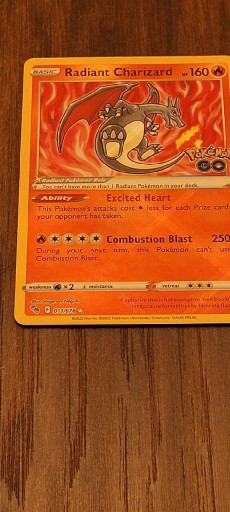 BASIC Radiant Charizard HP 160
Pokémon
GO
Radiant Pokémon Rule
You can't have more than 1 Radiant Pokémon in your deck.
Ability Excited Heart
This Pokémon's attacks cost less for each Prize card
your opponent has taken.
Combustion Blast 250
During your next turn, this Pokémon can't use
Combustion Blast.
weakness ×2 resistance retreat